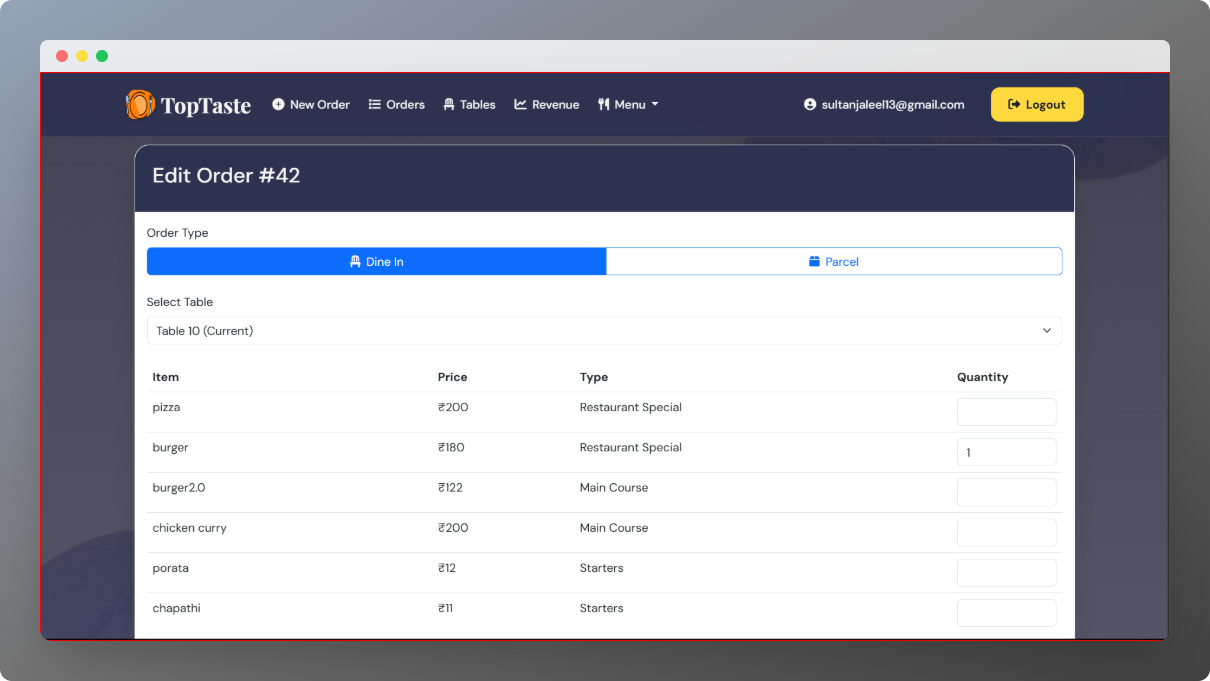 TopTaste New Order Orders Tables Revenue Menu sultanjaleel13@gmail.com Logout
Edit Order #42
Order Type
Dine In Parcel
Select Table
Table 10 (Current)
Item Price Type Quantity
pizza ₹200 Restaurant Special
burger ₹180 Restaurant Special 1
burger2.0 ₹122 Main Course
chicken curry ₹200 Main Course
porata ₹12 Starters
chapathi ₹11 Starters